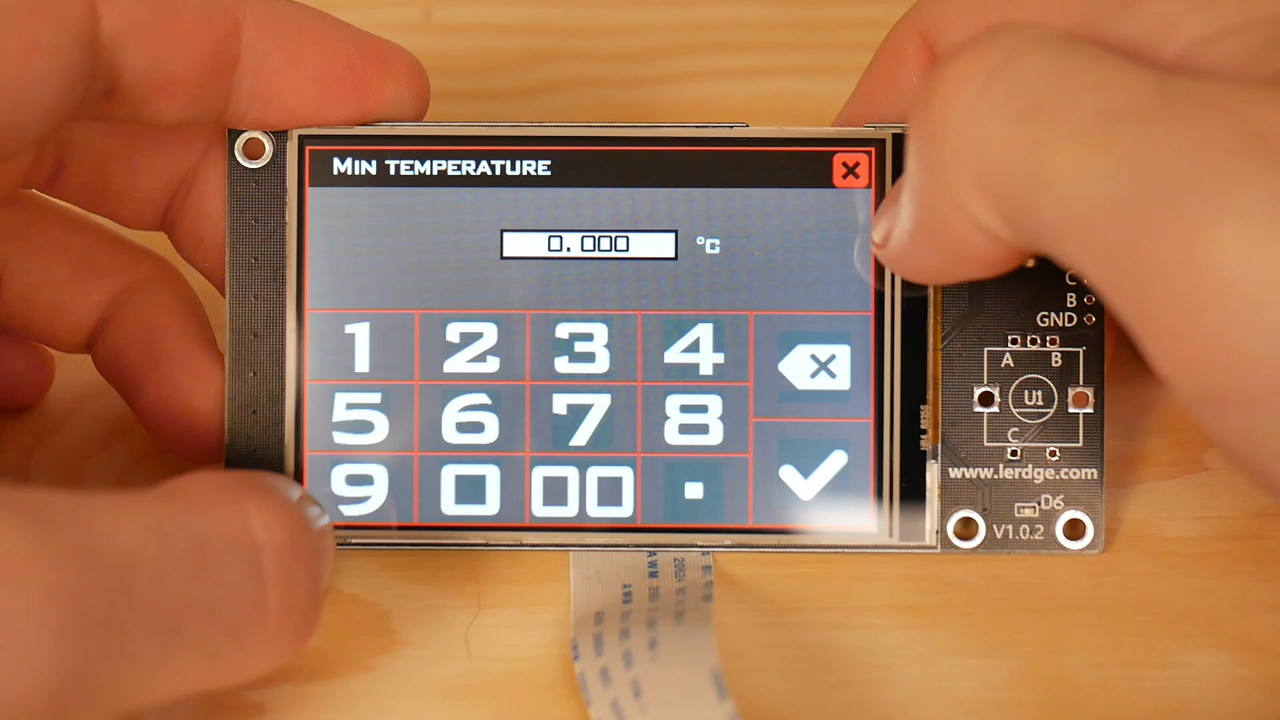 Min temperature
0.000 °C
1 2 3 4
5 6 7 8
9 0 00 .
C
B
GND
A B
U1
C
www.lerdge.com
D6
V1.0.2
AWM